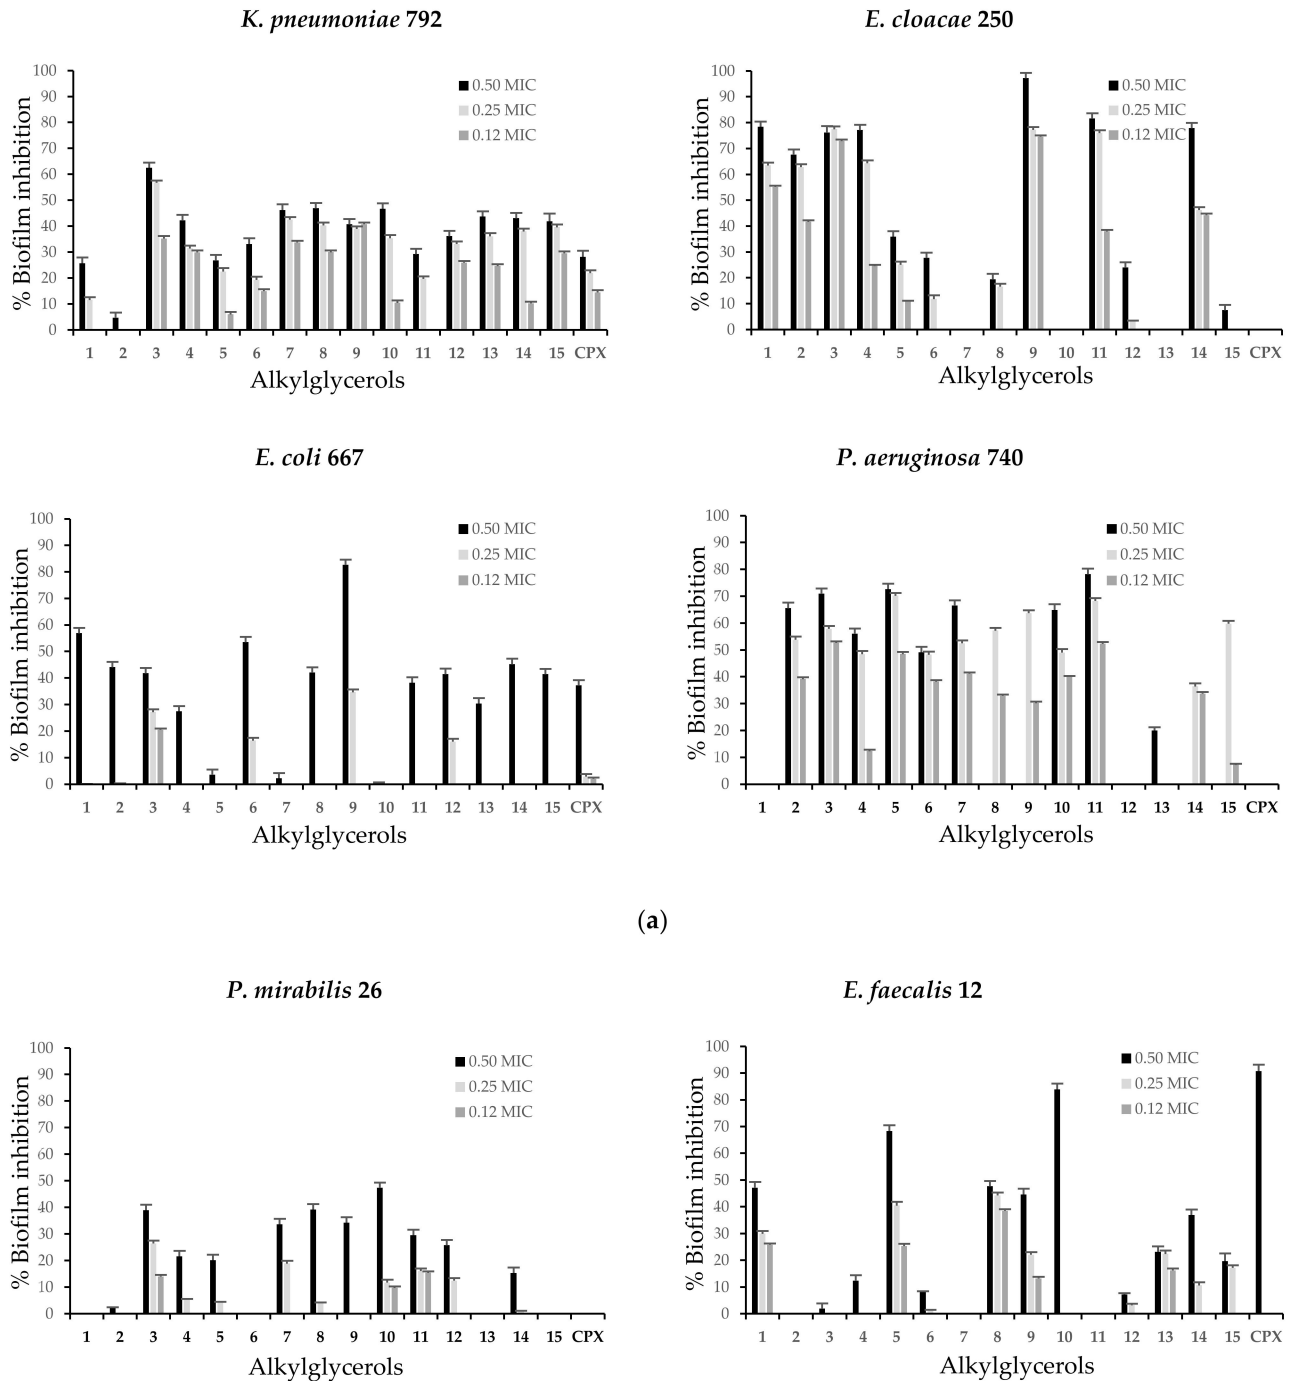 K. pneumoniae 792
100
90
80
70
60
50
40
30
20
10
0
% Biofilm inhibition
0.50 MIC
0.25 MIC
0.12 MIC
1 2 3 4 5 6 7 8 9 10 11 12 13 14 15 CPX
Alkylglycerols
E. cloacae 250
100
90
80
70
60
50
40
30
20
10
0
% Biofilm inhibition
0.50 MIC
0.25 MIC
0.12 MIC
1 2 3 4 5 6 7 8 9 10 11 12 13 14 15 CPX
Alkylglycerols
E. coli 667
100
90
80
70
60
50
40
30
20
10
0
% Biofilm inhibition
0.50 MIC
0.25 MIC
0.12 MIC
1 2 3 4 5 6 7 8 9 10 11 12 13 14 15 CPX
Alkylglycerols
P. aeruginosa 740
100
90
80
70
60
50
40
30
20
10
0
% Biofilm inhibition
0.50 MIC
0.25 MIC
0.12 MIC
1 2 3 4 5 6 7 8 9 10 11 12 13 14 15 CPX
Alkylglycerols
(a)
P. mirabilis 26
100
90
80
70
60
50
40
30
20
10
0
% Biofilm inhibition
0.50 MIC
0.25 MIC
0.12 MIC
1 2 3 4 5 6 7 8 9 10 11 12 13 14 15 CPX
Alkylglycerols
E. faecalis 12
100
90
80
70
60
50
40
30
20
10
0
% Biofilm inhibition
0.50 MIC
0.25 MIC
0.12 MIC
1 2 3 4 5 6 7 8 9 10 11 12 13 14 15 CPX
Alkylglycerols